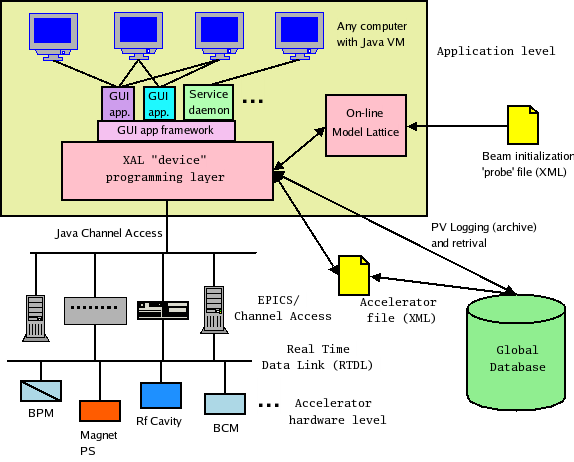 Any computer
with Java VM
Application level
GUI
app.
GUI
app.
Service
daemon
...
GUI app framework
On-line
Model Lattice
XAL "device"
programming layer
Beam initialization
'probe' file (XML)
Java Channel Access
PV Logging (archive)
and retrival
EPICS/
Channel Access
Accelerator
file (XML)
Global
Database
Real Time
Data Link (RTDL)
BPM
Magnet
PS
Rf Cavity
BCM
...
Accelerator
hardware level